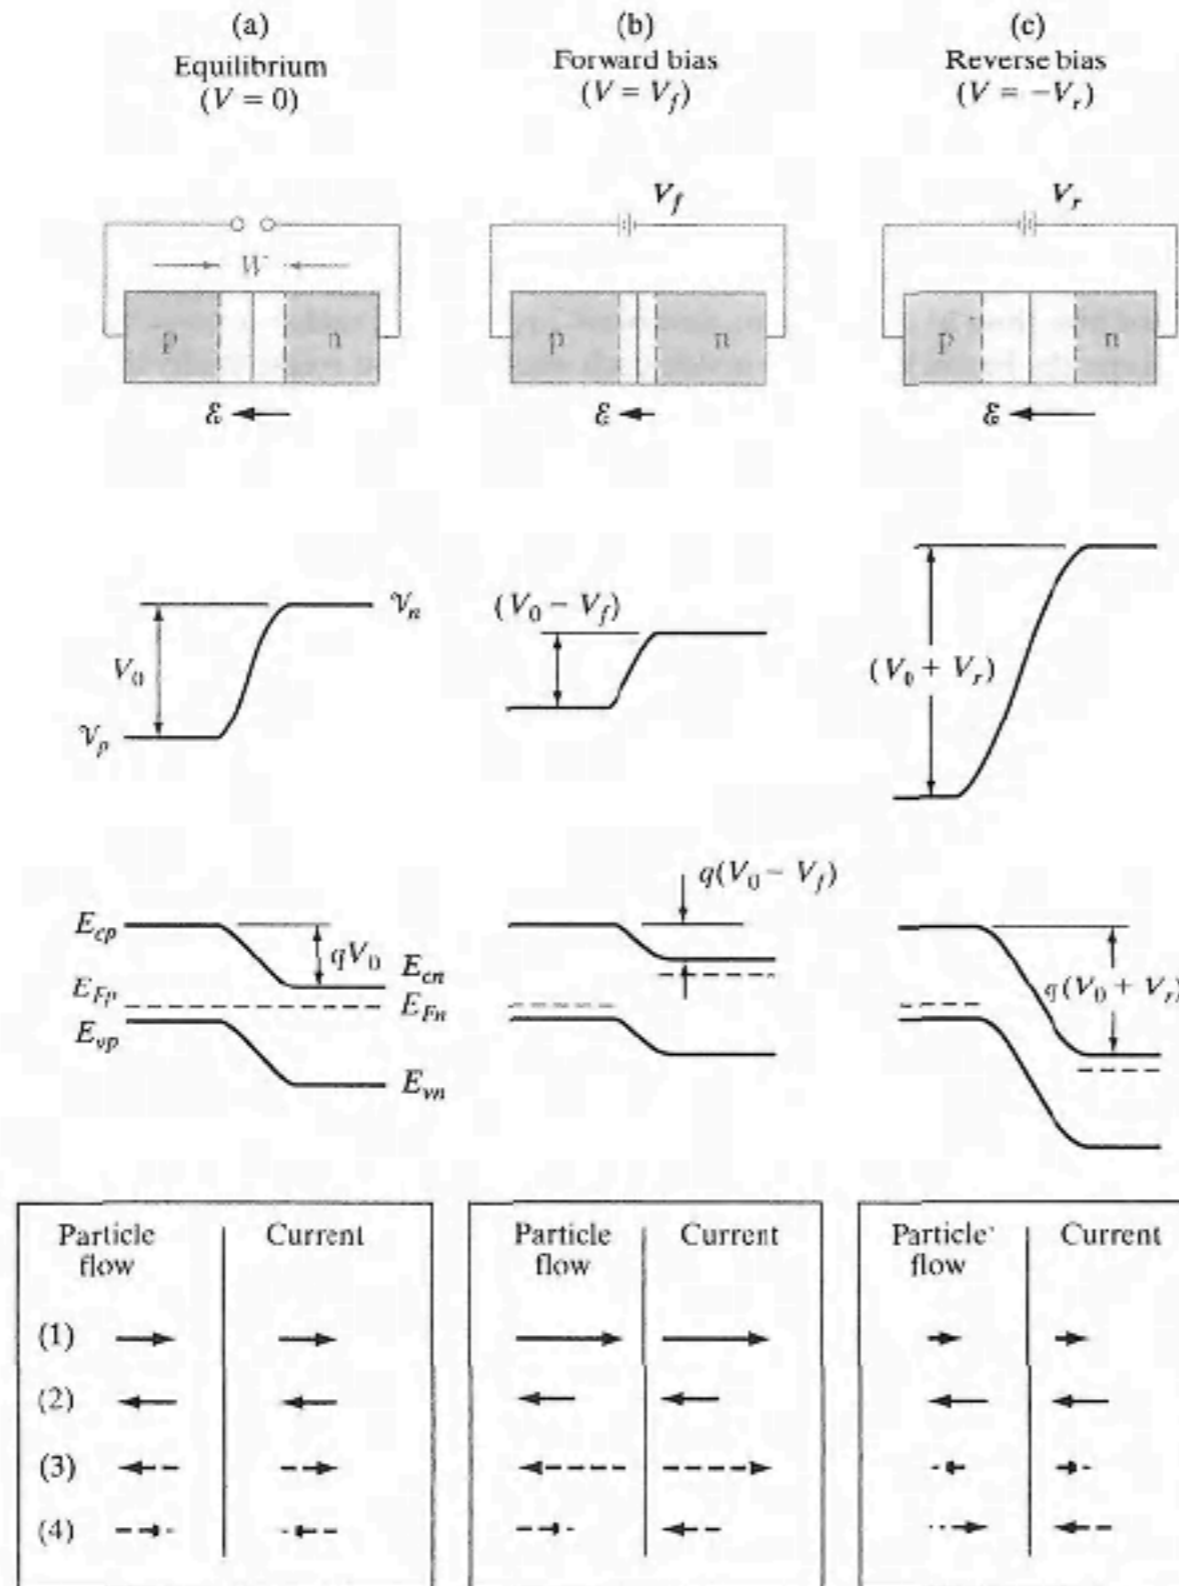 (a)
Equilibrium
(V = 0)
(b)
Forward bias
(V = V_f)
(c)
Reverse bias
(V = −V_r)
W
p n
ℰ
V_f
p n
ℰ
V_r
p n
ℰ
V_0
𝒱_n
𝒱_p
(V_0 − V_f)
(V_0 + V_r)
E_cp
qV_0
E_cn
E_Fp
E_Fn
E_vp
E_vn
q(V_0 − V_f)
q(V_0 + V_r)
Particle flow
Current
(1)
(2)
(3)
(4)
Particle flow
Current
Particle flow
Current